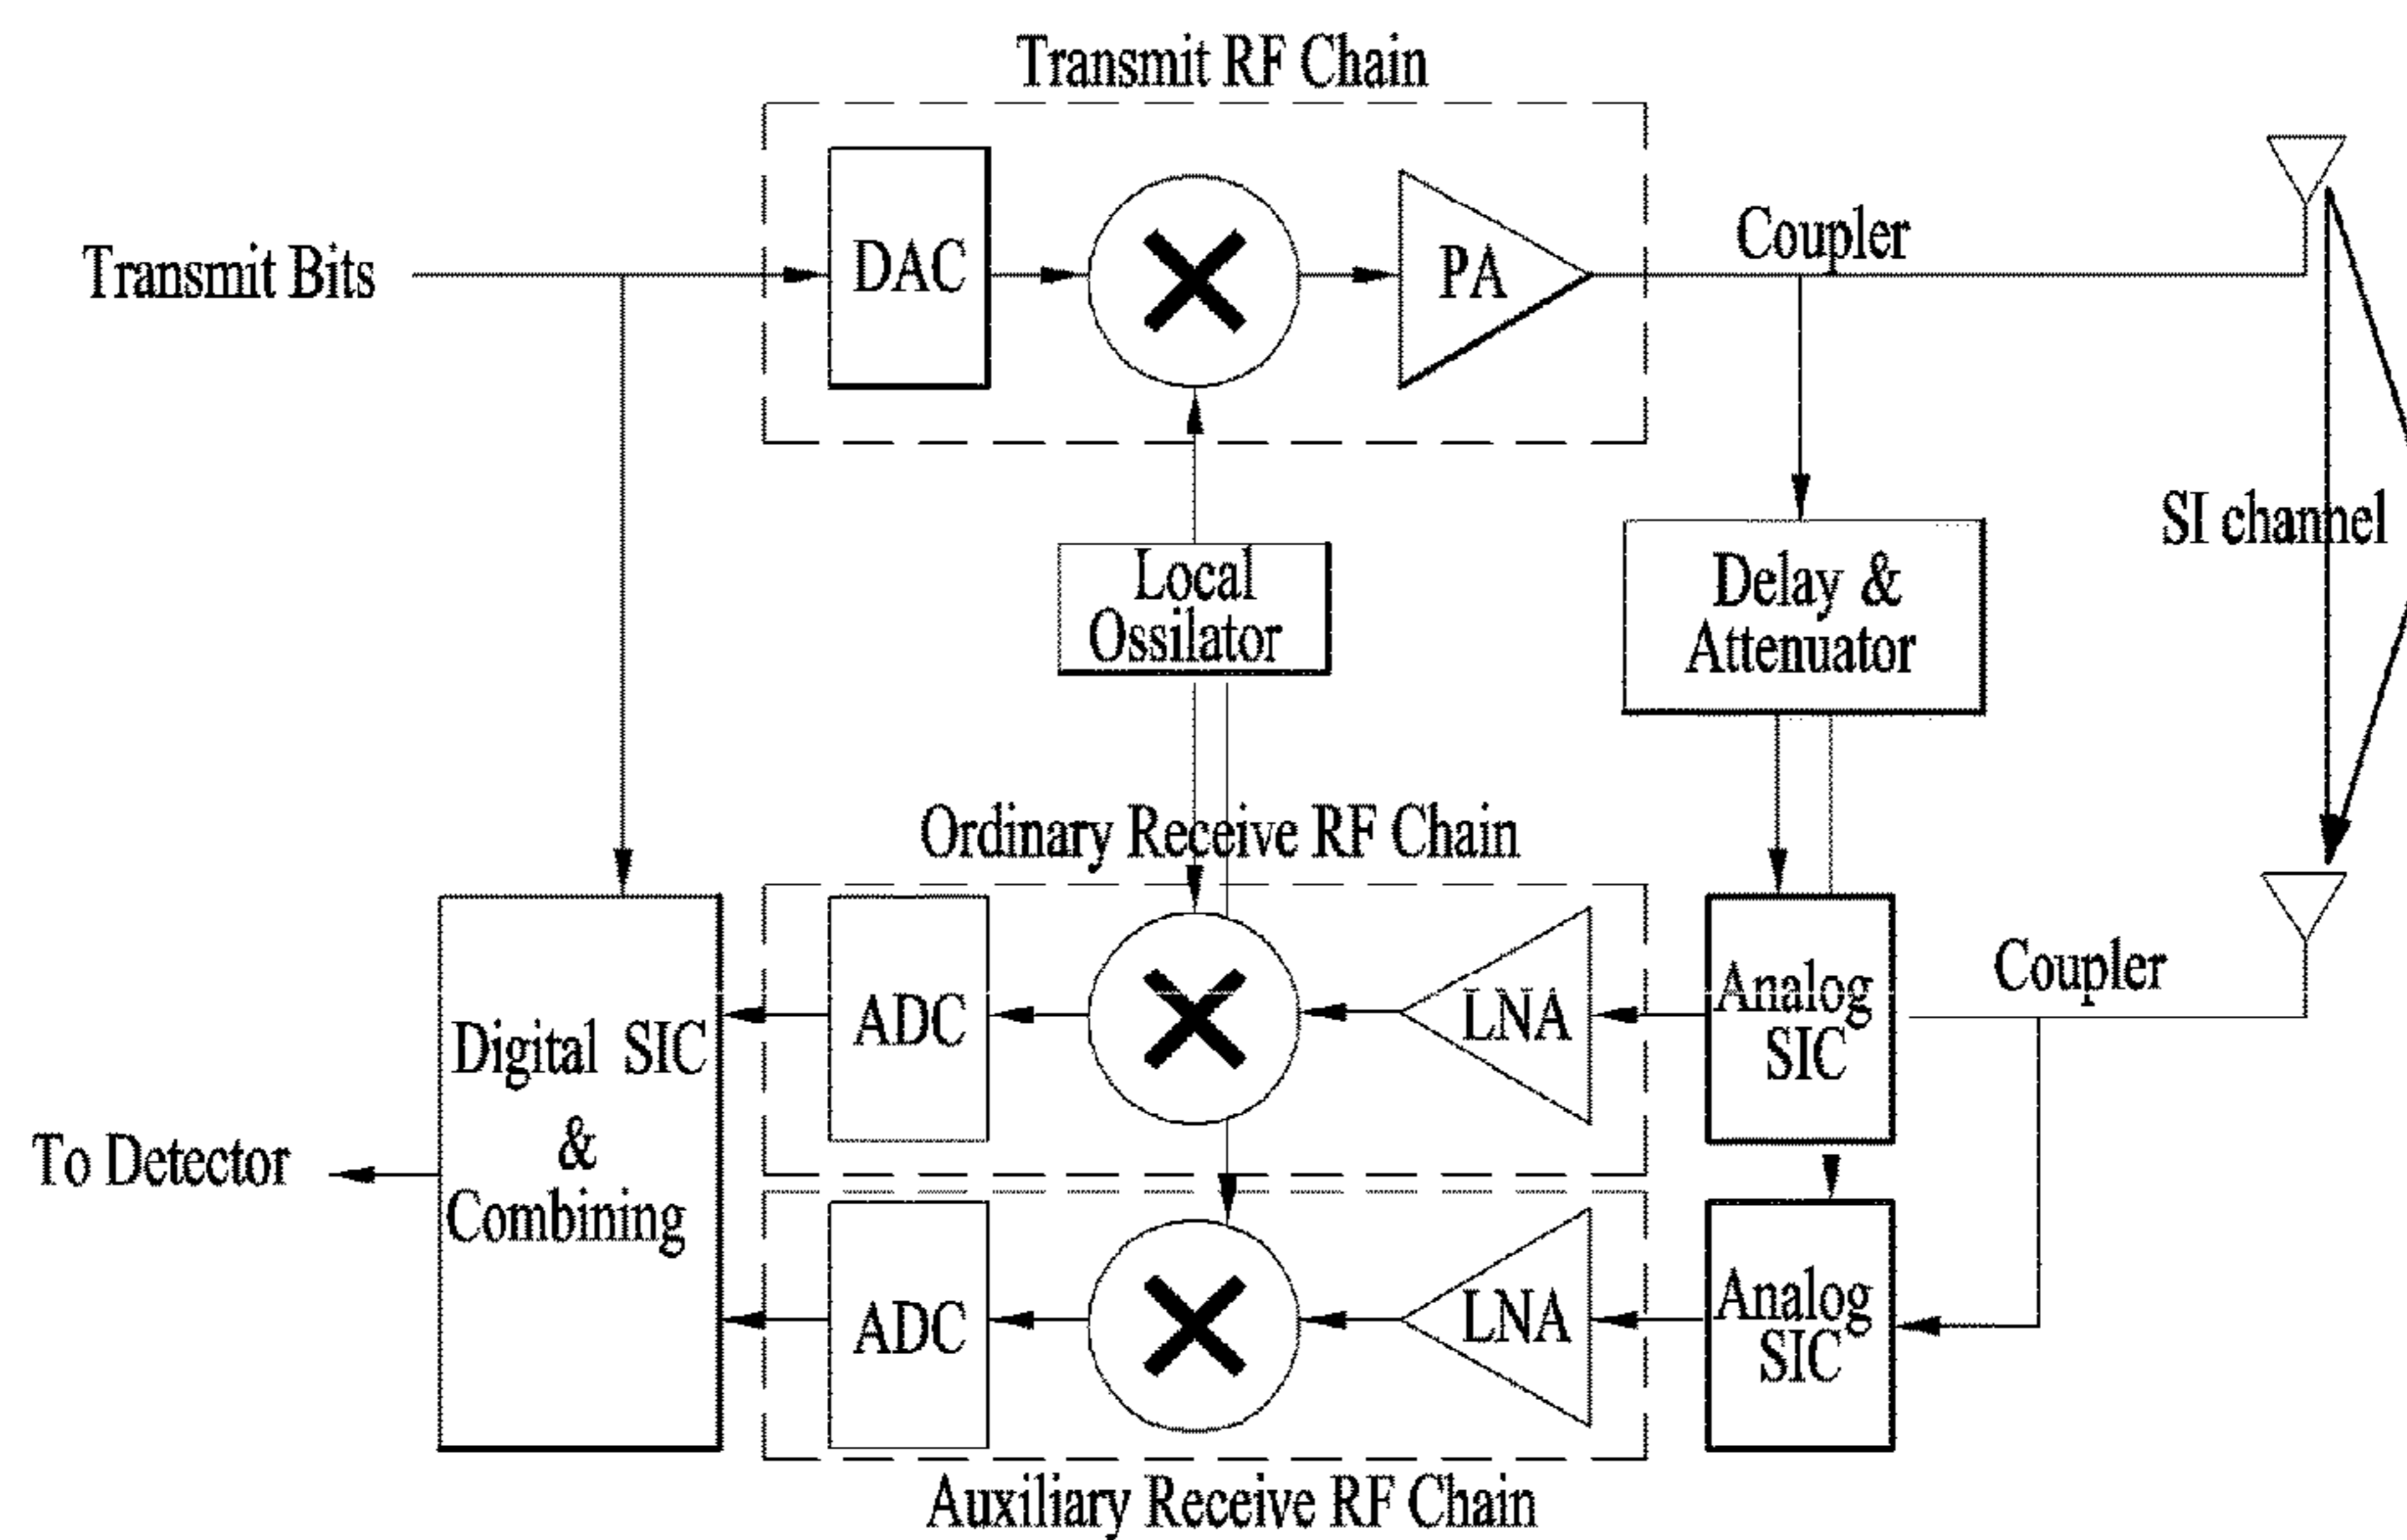 Transmit RF Chain
Transmit Bits
DAC
PA
Coupler
SI channel
Local
Ossilator
Delay &
Attenuator
Ordinary Receive RF Chain
Digital SIC
&
Combining
ADC
LNA
Analog
SIC
Coupler
To Detector
ADC
LNA
Analog
SIC
Auxiliary Receive RF Chain